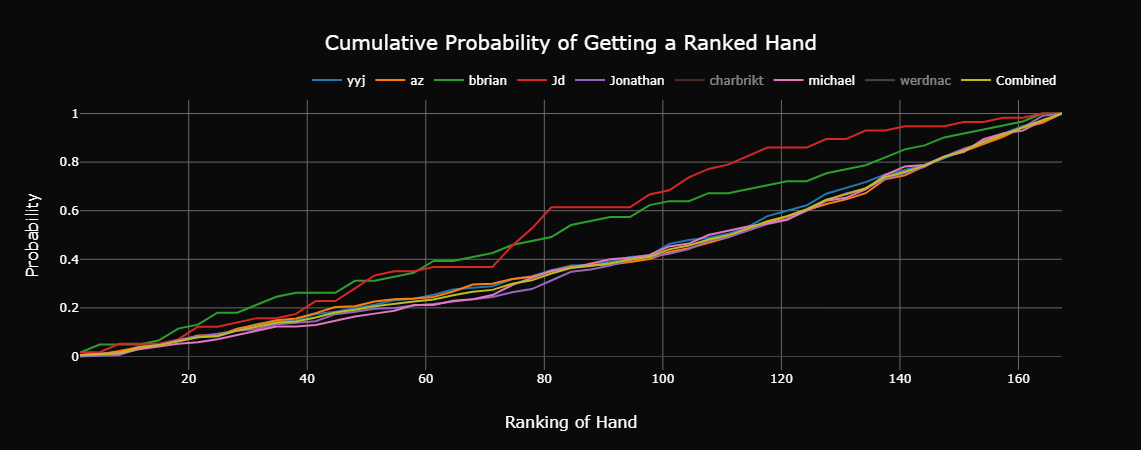 Cumulative Probability of Getting a Ranked Hand
yyj az bbrian Jd Jonathan charbrikt michael werdnac Combined
1
0.8
0.6
0.4
0.2
0
Probability
20 40 60 80 100 120 140 160
Ranking of Hand